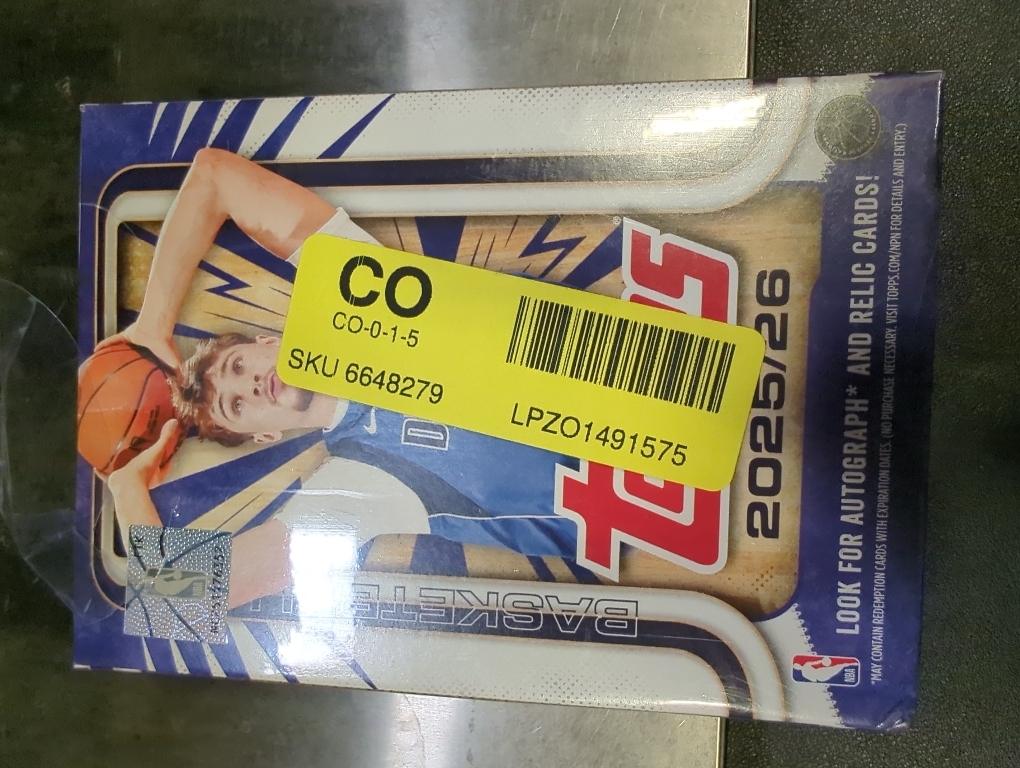 CO
CO-0-1-5
SKU 6648279
LPZO1491575
topps
®
2025/26
BASKETBALL
LOOK FOR AUTOGRAPH* AND RELIC CARDS!
*MAY CONTAIN REDEMPTION CARDS WITH EXPIRATION DATES. (NO PURCHASE NECESSARY. VISIT TOPPS.COM/NPN FOR DETAILS AND ENTRY.)
NBA
D